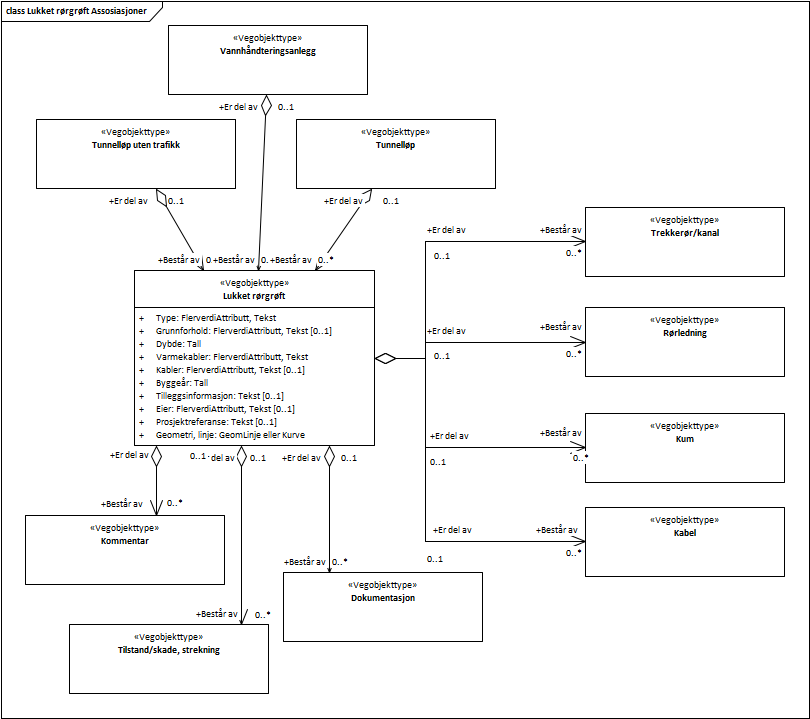 class Lukket rørgrøft Assosiasjoner
«Vegobjekttype»
Vannhåndteringsanlegg
+Er del av 0..1
«Vegobjekttype»
Tunnelløp uten trafikk
+Er del av 0..1
«Vegobjekttype»
Tunnelløp
+Er del av 0..1
+Består av 0. +Består av 0. +Består av 0..*
«Vegobjekttype»
Lukket rørgrøft
+ Type: FlerverdiAttributt, Tekst
+ Grunnforhold: FlerverdiAttributt, Tekst [0..1]
+ Dybde: Tall
+ Varmekabler: FlerverdiAttributt, Tekst
+ Kabler: FlerverdiAttributt, Tekst [0..1]
+ Byggeår: Tall
+ Tilleggsinformasjon: Tekst [0..1]
+ Eier: FlerverdiAttributt, Tekst [0..1]
+ Prosjektreferanse: Tekst [0..1]
+ Geometri, linje: GeomLinje eller Kurve
+Er del av +Består av
0..1 0..*
«Vegobjekttype»
Trekkerør/kanal
+Er del av +Består av
0..1 0..*
«Vegobjekttype»
Rørledning
+Er del av +Består av
0..1 0..*
«Vegobjekttype»
Kum
+Er del av +Består av
0..1 0..*
«Vegobjekttype»
Kabel
+Er del av 0..1 del av 0..1 +Er del av 0..1
+Består av 0..*
«Vegobjekttype»
Kommentar
+Består av 0..*
«Vegobjekttype»
Dokumentasjon
+Består av 0..*
«Vegobjekttype»
Tilstand/skade, strekning